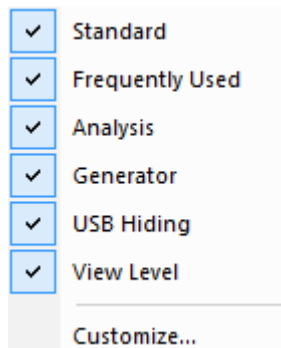 Standard
Frequently Used
Analysis
Generator
USB Hiding
View Level
Customize...